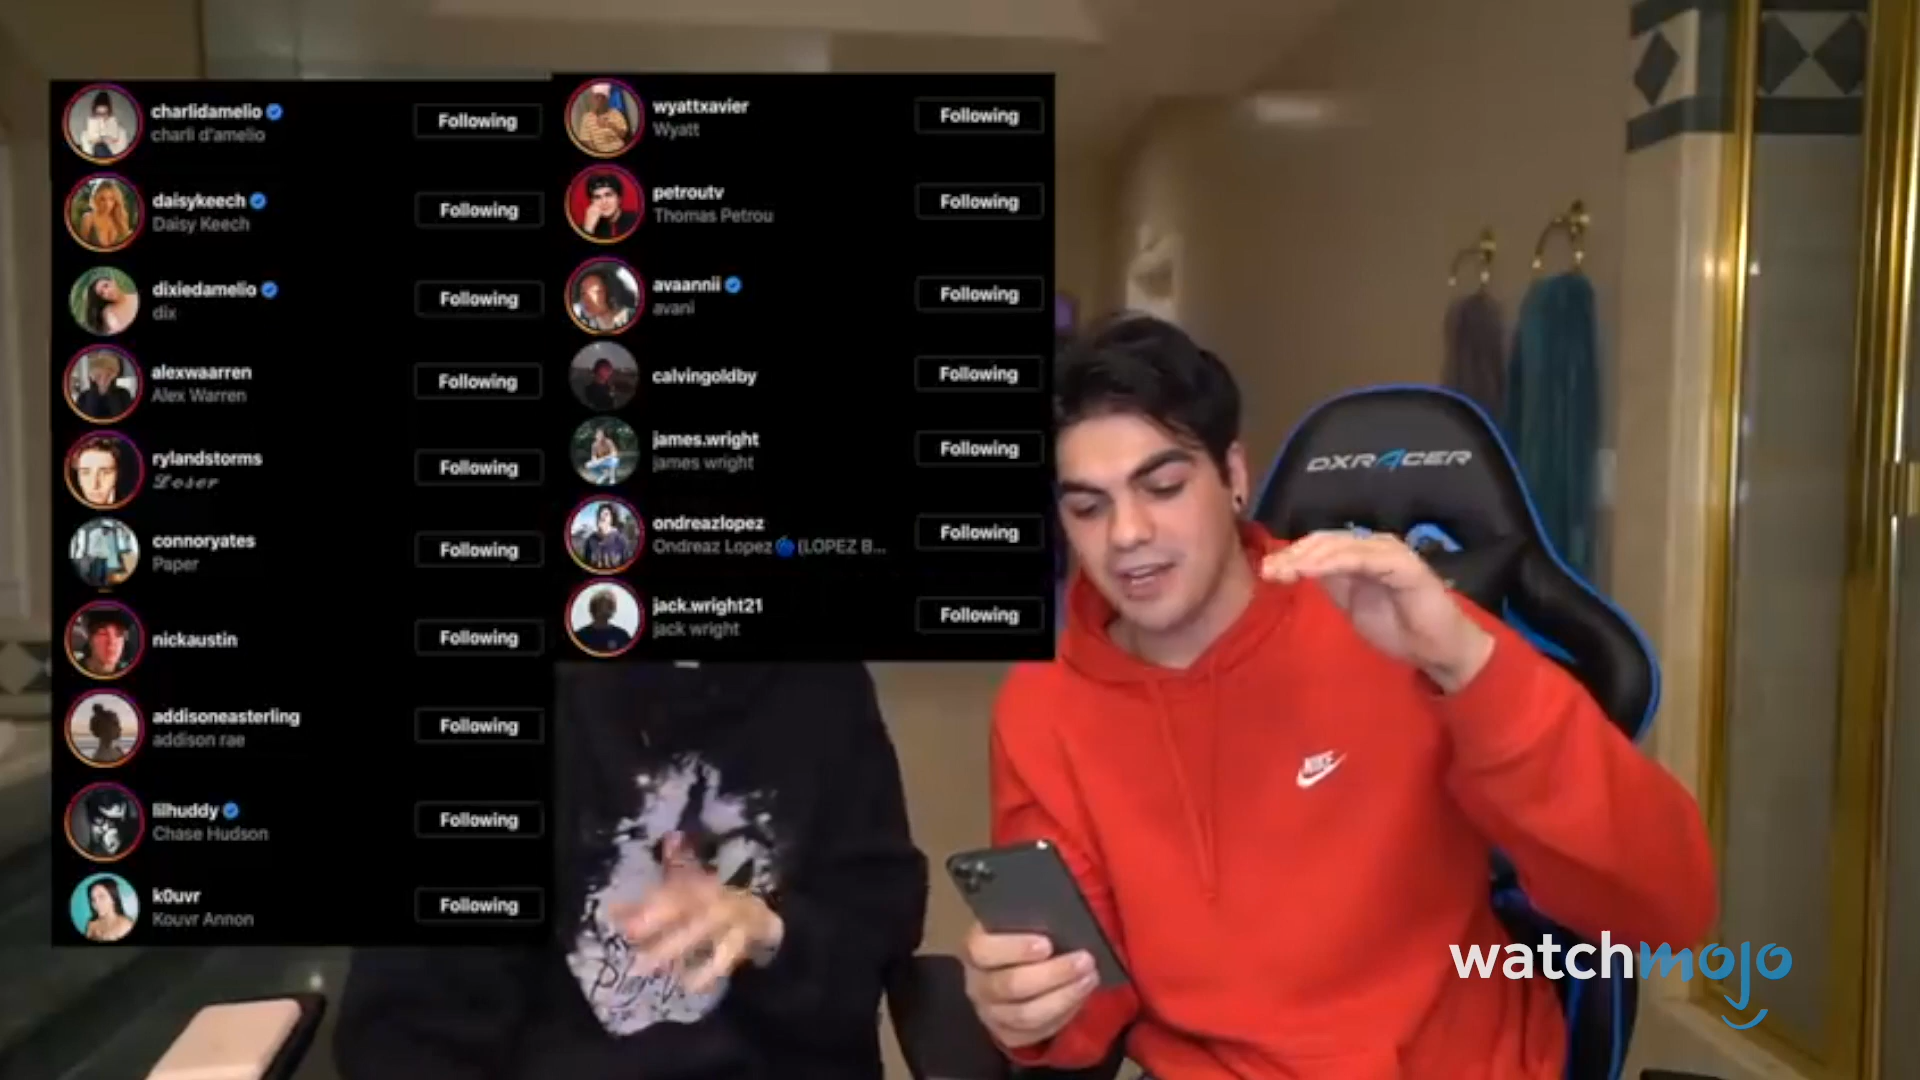 charlidamelio
charli d'amelio
Following
daisykeech
Daisy Keech
Following
dixiedamelio
dix
Following
alexwaarren
Alex Warren
Following
rylandstorms
𝓛𝓸𝓼𝓮𝓻
Following
connoryates
Paper
Following
nickaustin
Following
addisoneasterling
addison rae
Following
lilhuddy
Chase Hudson
Following
k0uvr
Kouvr Annon
Following
wyattxavier
Wyatt
Following
petroutv
Thomas Petrou
Following
avaannii
avani
Following
calvingoldby
Following
james.wright
james wright
Following
ondreazlopez
Ondreaz Lopez🌀(LOPEZ B...
Following
jack.wright21
jack wright
Following
DXRACER
NIKE
watchmojo